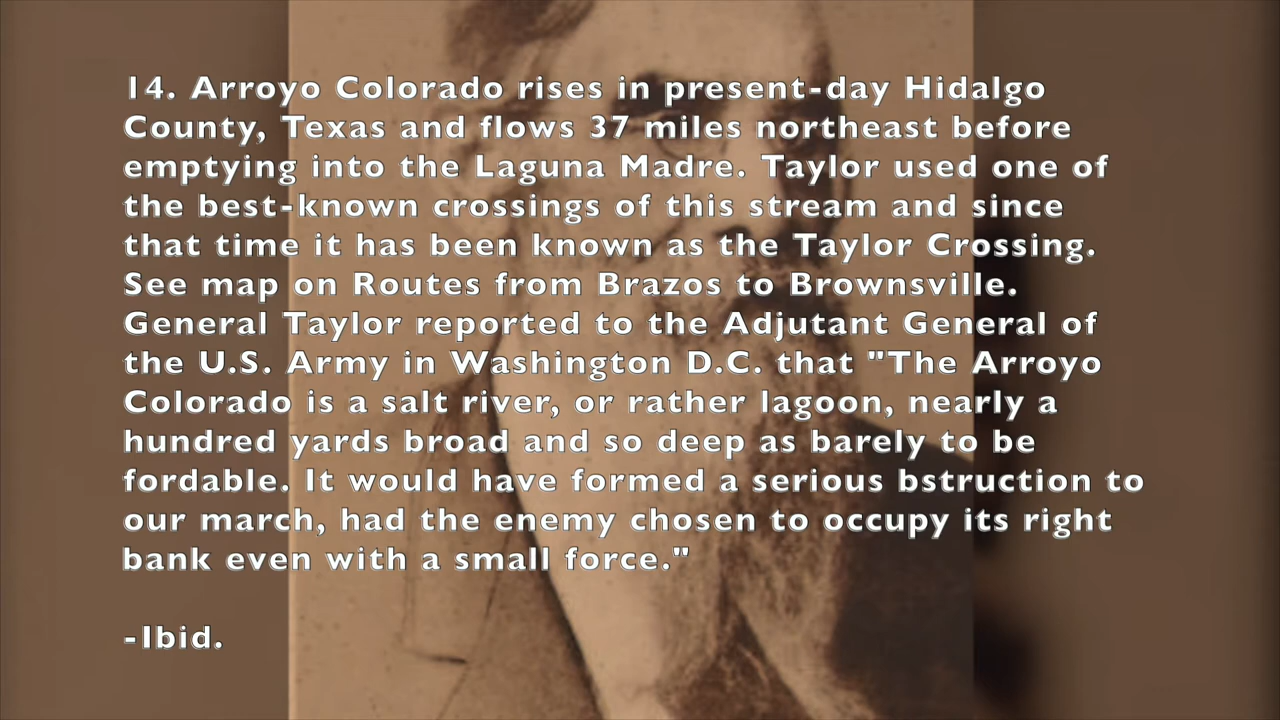 14. Arroyo Colorado rises in present-day Hidalgo
County, Texas and flows 37 miles northeast before
emptying into the Laguna Madre. Taylor used one of
the best-known crossings of this stream and since
that time it has been known as the Taylor Crossing.
See map on Routes from Brazos to Brownsville.
General Taylor reported to the Adjutant General of
the U.S. Army in Washington D.C. that "The Arroyo
Colorado is a salt river, or rather lagoon, nearly a
hundred yards broad and so deep as barely to be
fordable. It would have formed a serious bstruction to
our march, had the enemy chosen to occupy its right
bank even with a small force."
-Ibid.